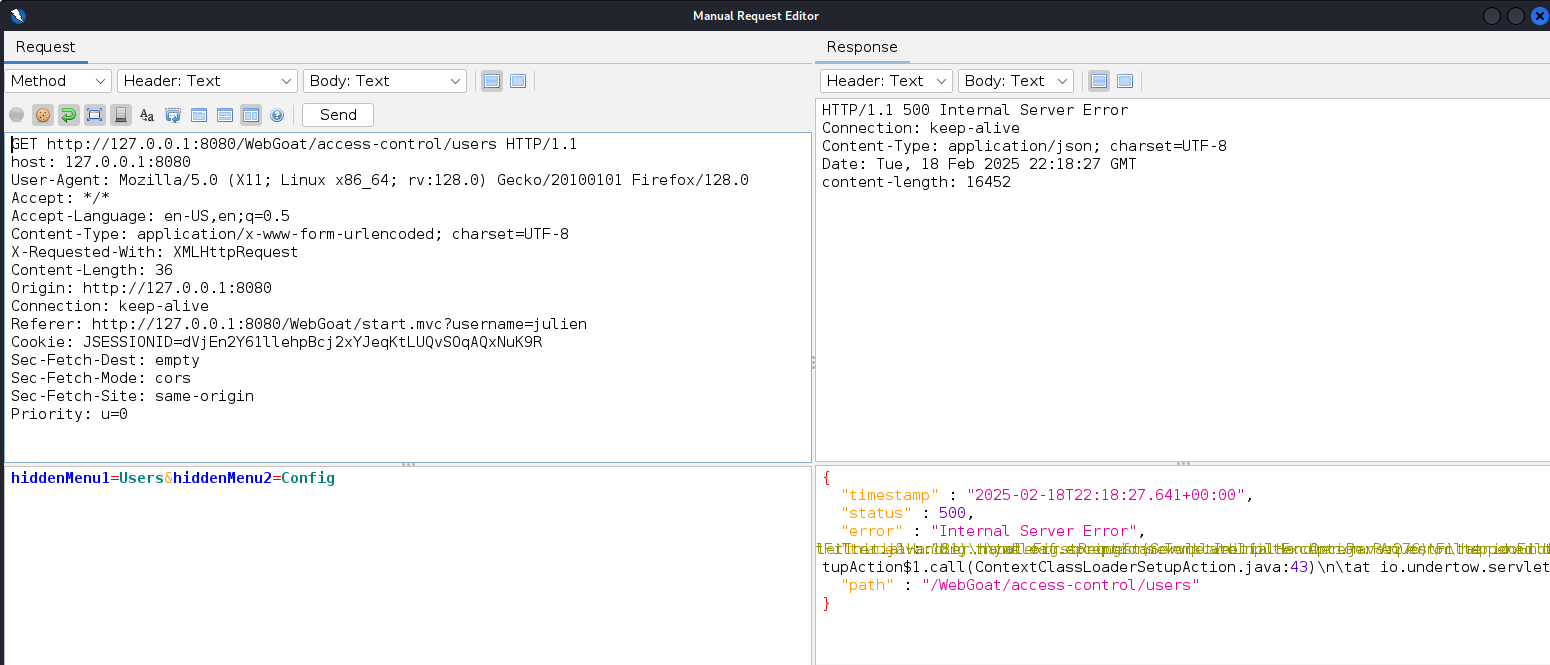 Manual Request Editor
Request
Method Header: Text Body: Text
Send
GET http://127.0.0.1:8080/WebGoat/access-control/users HTTP/1.1
host: 127.0.0.1:8080
User-Agent: Mozilla/5.0 (X11; Linux x86_64; rv:128.0) Gecko/20100101 Firefox/128.0
Accept: */*
Accept-Language: en-US,en;q=0.5
Content-Type: application/x-www-form-urlencoded; charset=UTF-8
X-Requested-With: XMLHttpRequest
Content-Length: 36
Origin: http://127.0.0.1:8080
Connection: keep-alive
Referer: http://127.0.0.1:8080/WebGoat/start.mvc?username=julien
Cookie: JSESSIONID=dVjEn2Y61llehpBcj2xYJeqKtLUQvSOqAQxNuK9R
Sec-Fetch-Dest: empty
Sec-Fetch-Mode: cors
Sec-Fetch-Site: same-origin
Priority: u=0
hiddenMenu1=Users&hiddenMenu2=Config
Response
Header: Text Body: Text
HTTP/1.1 500 Internal Server Error
Connection: keep-alive
Content-Type: application/json; charset=UTF-8
Date: Tue, 18 Feb 2025 22:18:27 GMT
content-length: 16452
{
"timestamp" : "2025-02-18T22:18:27.641+00:00",
"status" : 500,
"error" : "Internal Server Error",
tupAction$1.call(ContextClassLoaderSetupAction.java:43)\n\tat io.undertow.servlet
"path" : "/WebGoat/access-control/users"
}